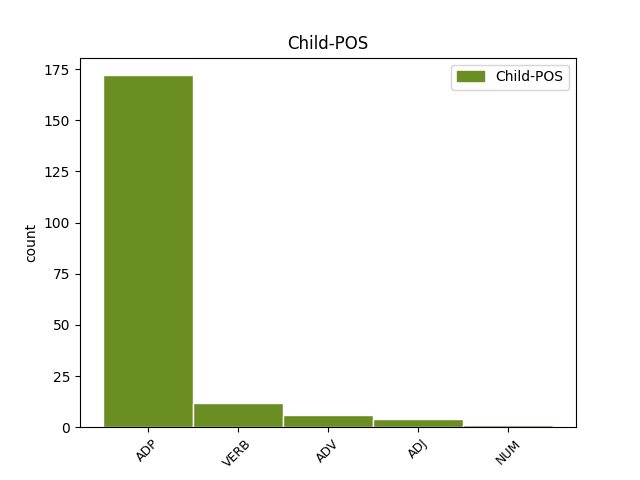 Child-POS
Child-POS
175
150
125
100
75
50
25
0
count
ADP
VERB
ADV
ADJ
NUM